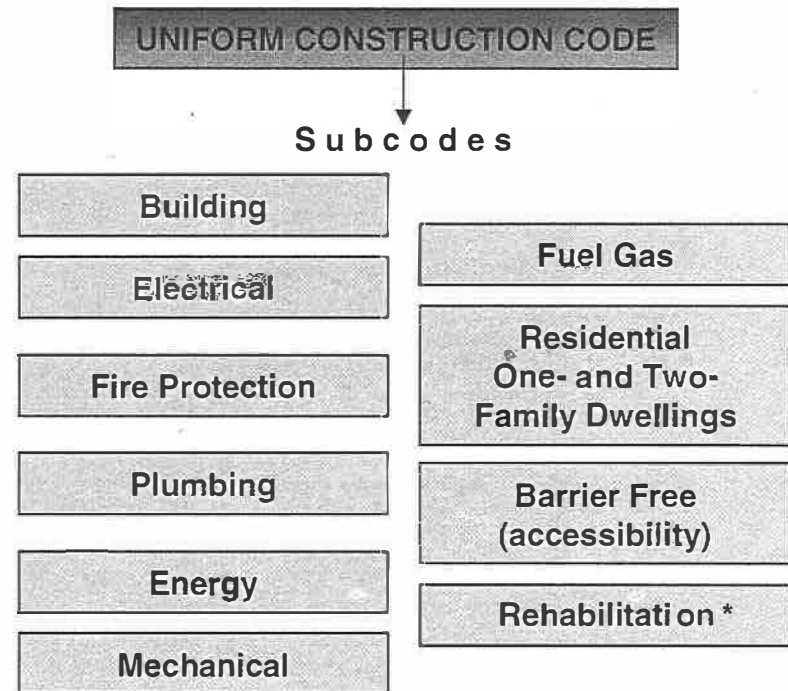 UNIFORM CONSTRUCTION CODE
Subcodes
Building
Electrical
Fire Protection
Plumbing
Energy
Mechanical
Fuel Gas
Residential
One- and Two-
Family Dwellings
Barrier Free
(accessibility)
Rehabilitation *